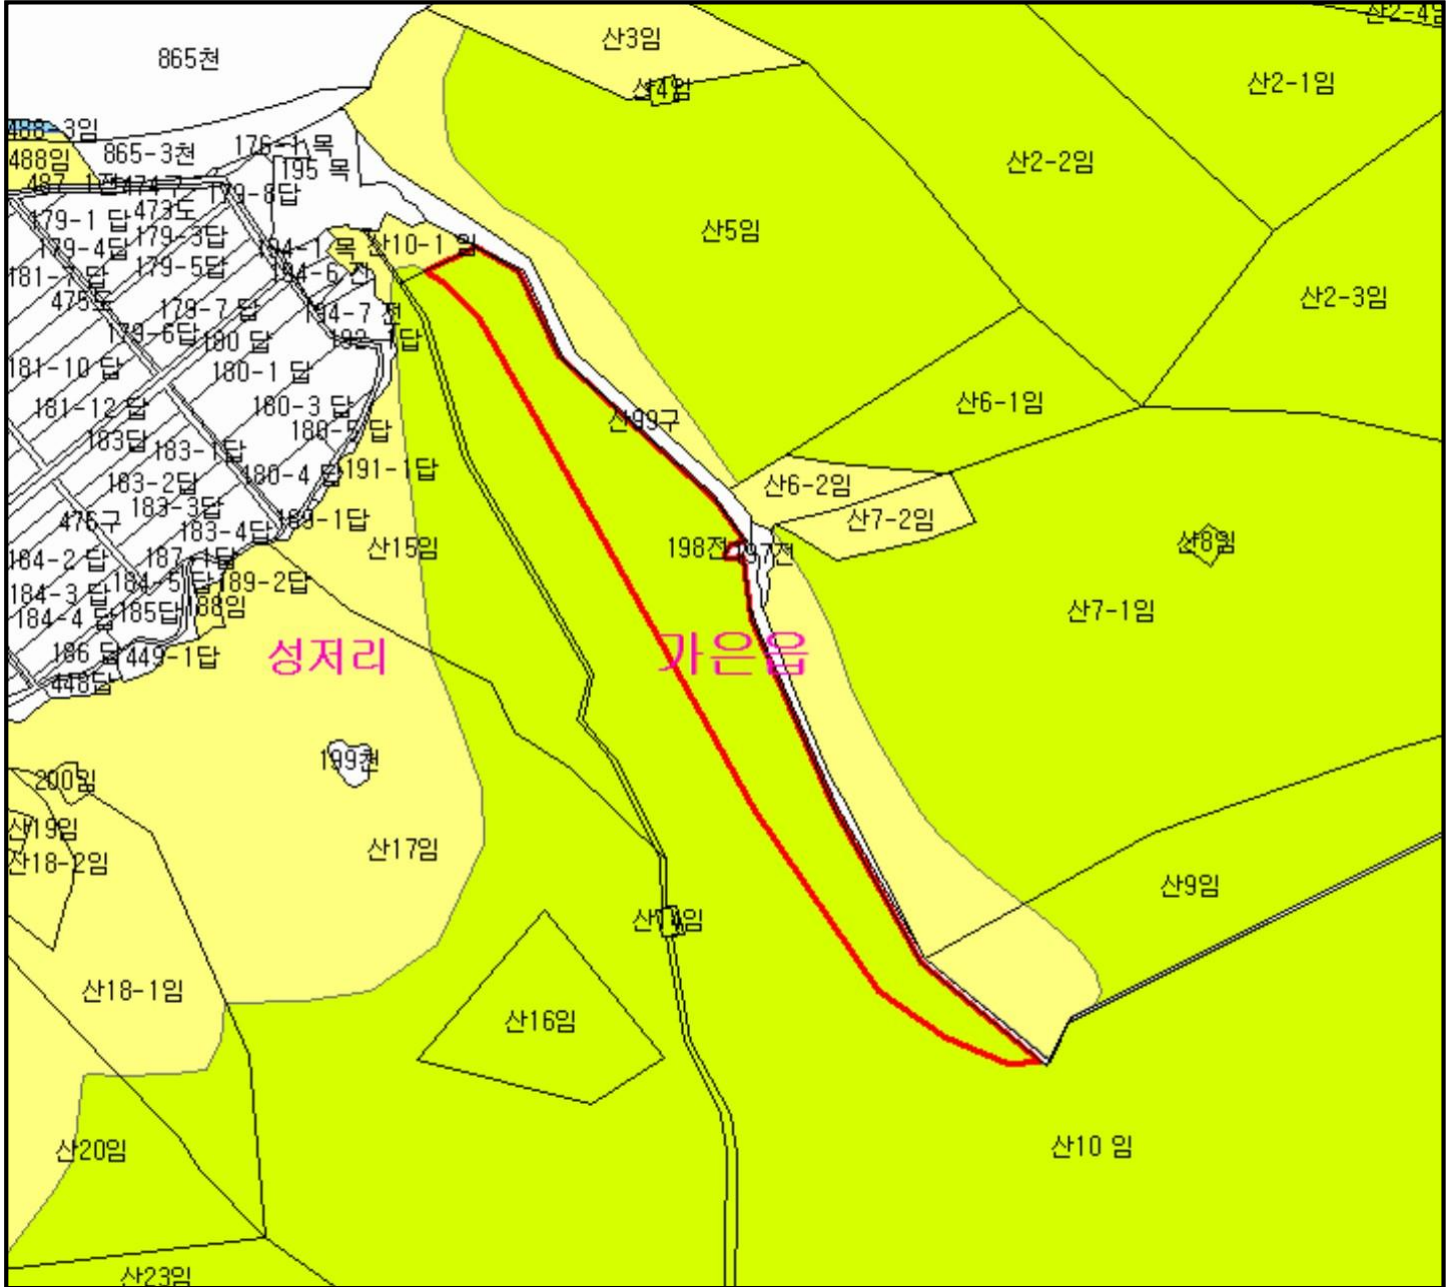 산2-4임
산3임
865천
산2-1임
산4임
488-3임
865-3천
176-1 목
488임
195 목
산2-2임
474구
179-8답
473도
179-1 답
179-3답
산5임
179-4답
194-1 목
산10-1 임
179-5답
194-6 전
산2-3임
475도
179-7 답
194-7 전
179-6답
180 답
192-1답
181-10 답
180-1 답
산6-1임
180-3 답
181-12 답
산99구
180-5 답
183답
183-1답
180-4 답
191-1답
183-2답
산6-2임
183-3답
산7-2임
476구
189-1답
183-4답
산15임
198전
197전
산8임
184-2 답
187-1답
184-5 답
189-2답
184-3 답
185답
산7-1임
184-4 답
186 답
449-1답
성저리
가은읍
448답
199천
200임
산19임
산17임
산18-2임
산9임
산14임
산18-1임
산16임
산20임
산10 임
산23임